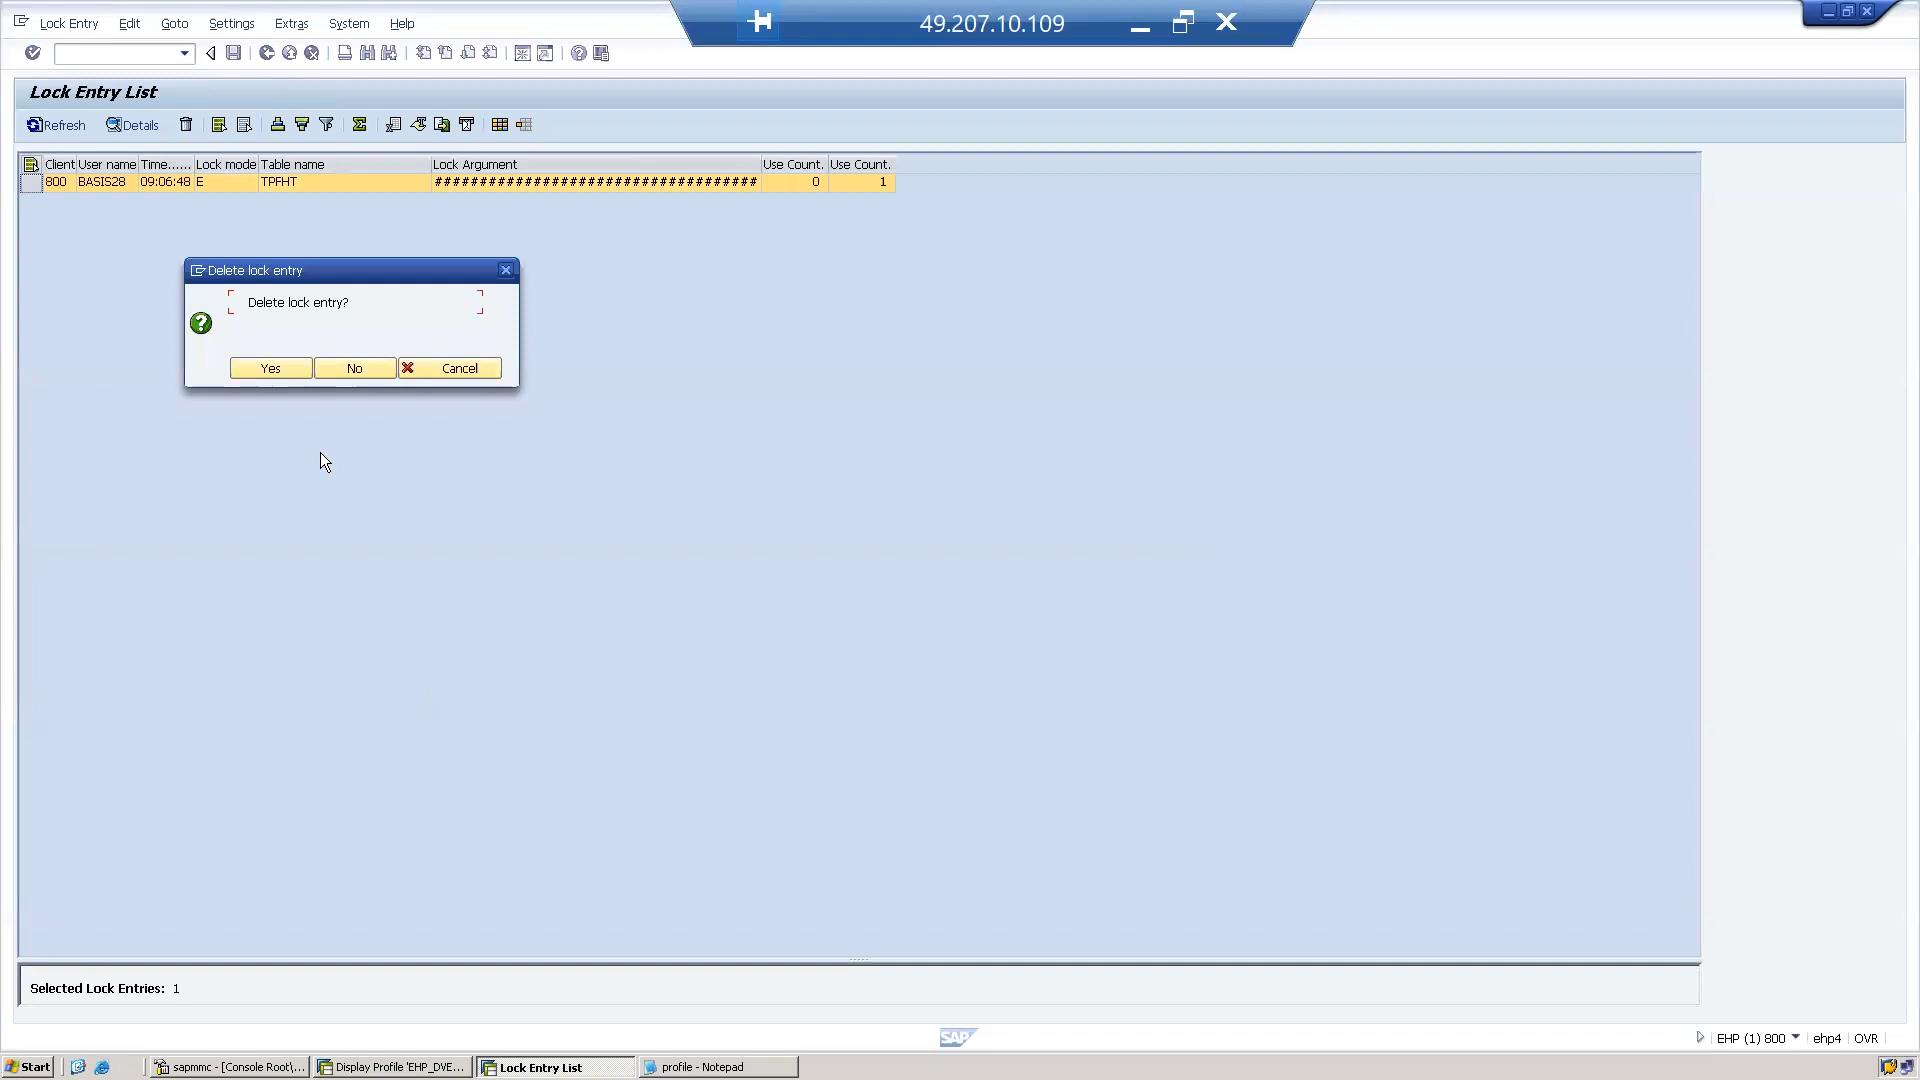 Lock Entry Edit Goto Settings Extras System Help
49.207.10.109
Lock Entry List
Refresh Details
Client User name Time...... Lock mode Table name Lock Argument Use Count. Use Count.
800 BASIS28 09:06:48 E TPFHT #################################### 0 1
Delete lock entry
Delete lock entry?
Yes No Cancel
Selected Lock Entries: 1
SAP
EHP (1) 800 ehp4 OVR
Start sapmmc - [Console Root\... Display Profile 'EHP_DVE... Lock Entry List profile - Notepad